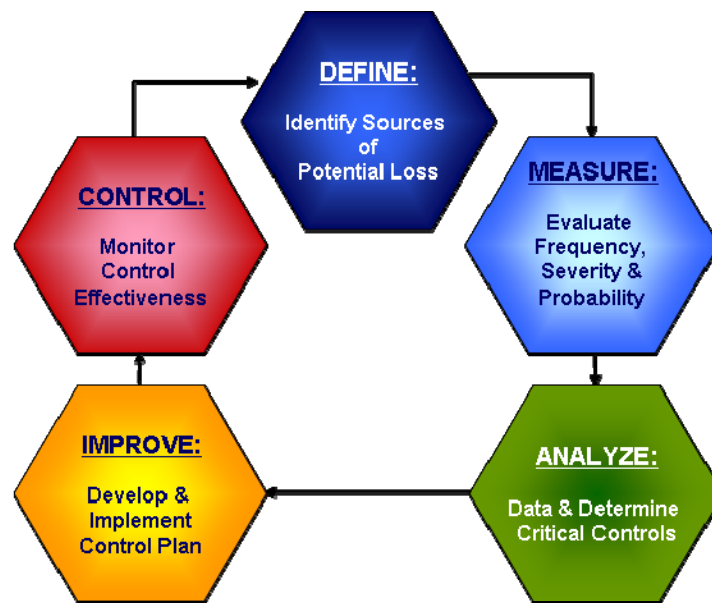 DEFINE:
Identify Sources
of
Potential Loss
MEASURE:
Evaluate
Frequency,
Severity &
Probability
ANALYZE:
Data & Determine
Critical Controls
IMPROVE:
Develop &
Implement
Control Plan
CONTROL:
Monitor
Control
Effectiveness